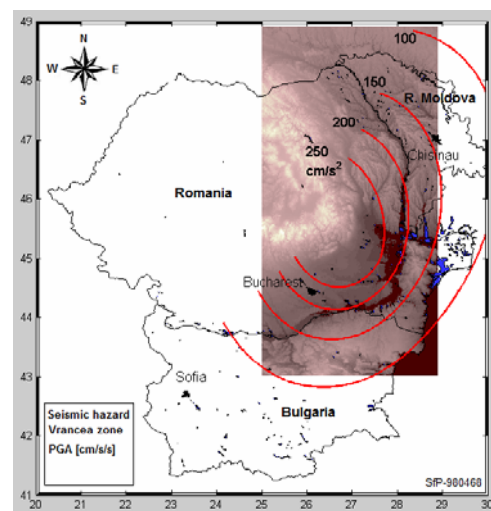 49
48
47
46
45
44
43
42
41
20 21 22 23 24 25 26 27 28 29 30
N
W E
S
100
150
R. Moldova
200
Chisinau
250
cm/s²
Romania
Bucharest
Sofia
Bulgaria
Seismic hazard
Vrancea zone
PGA [cm/s/s]
SfP-980468